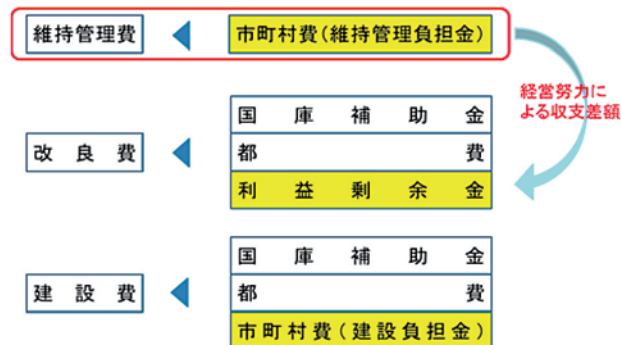 維持管理費
市町村費(維持管理負担金)
経営努力に
よる収支差額
国庫補助金
改良費
都費
利益剰余金
国庫補助金
建設費
都費
市町村費(建設負担金)